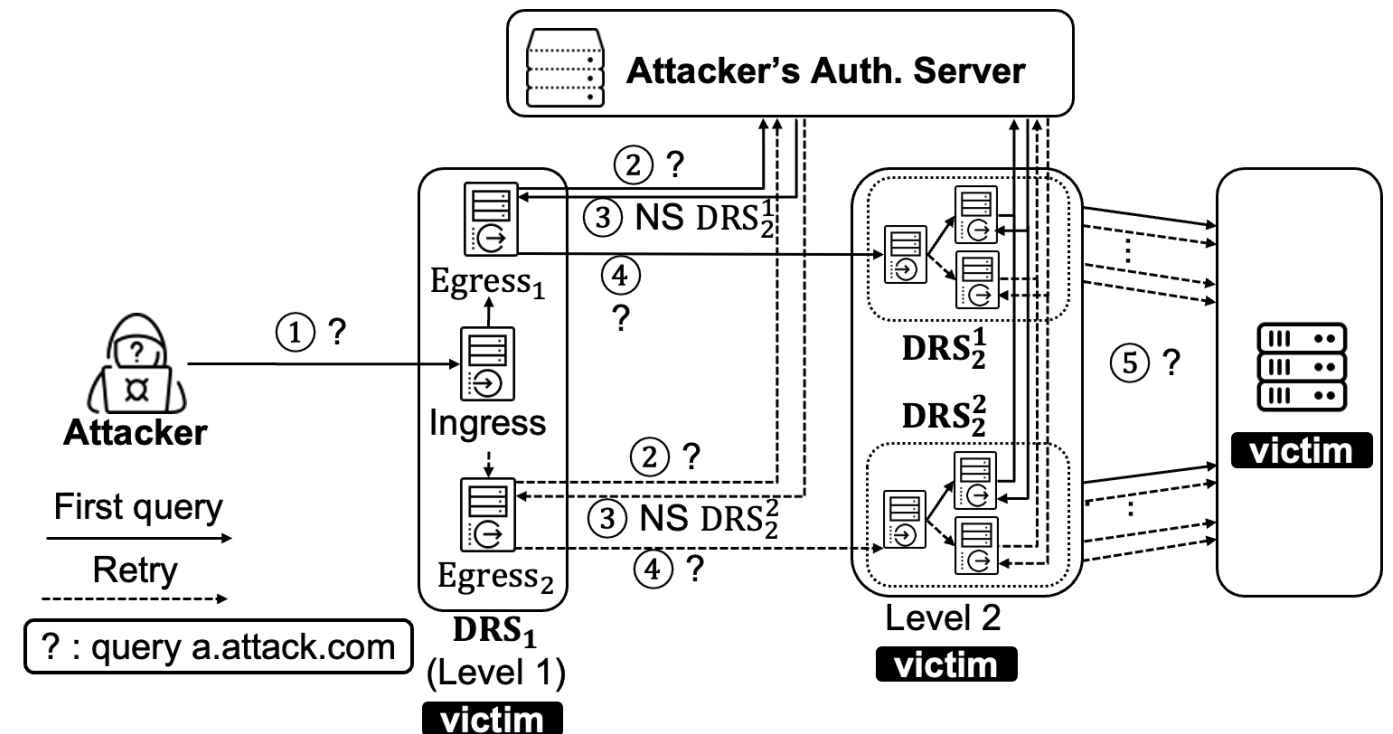 Attacker's Auth. Server
② ?
③ NS DRS₂¹
Egress₁
④
?
① ?
?
Attacker
Ingress
DRS₂¹
⑤ ?
DRS₂²
victim
② ?
③ NS DRS₂²
④ ?
Egress₂
First query
Retry
? : query a.attack.com
DRS₁
(Level 1)
victim
Level 2
victim